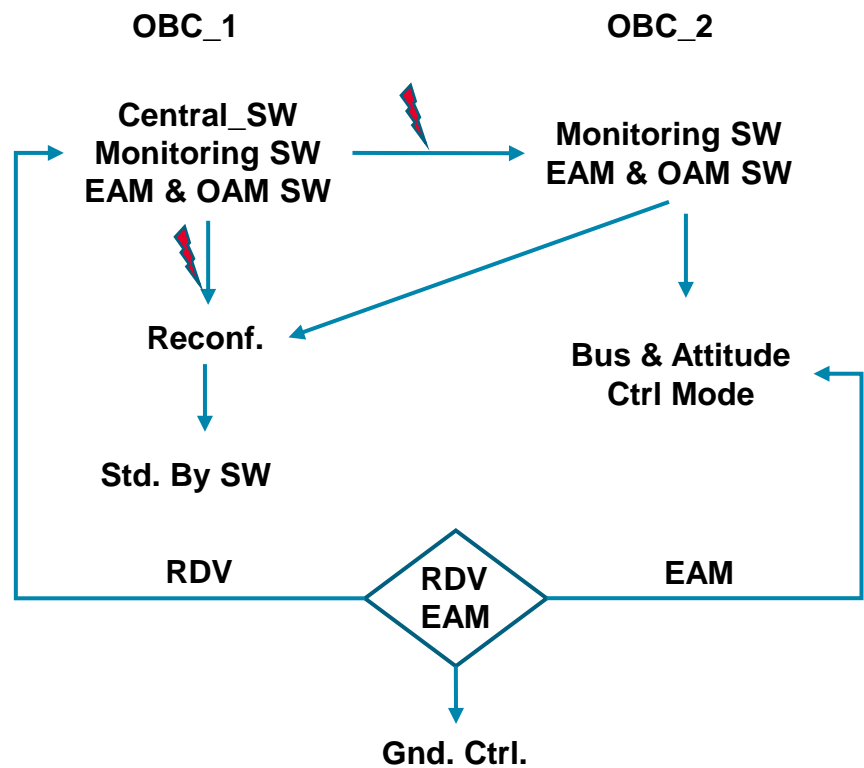 OBC_1
OBC_2
Central_SW
Monitoring SW
EAM & OAM SW
Monitoring SW
EAM & OAM SW
Reconf.
Bus & Attitude
Ctrl Mode
Std. By SW
RDV
RDV
EAM
EAM
Gnd. Ctrl.